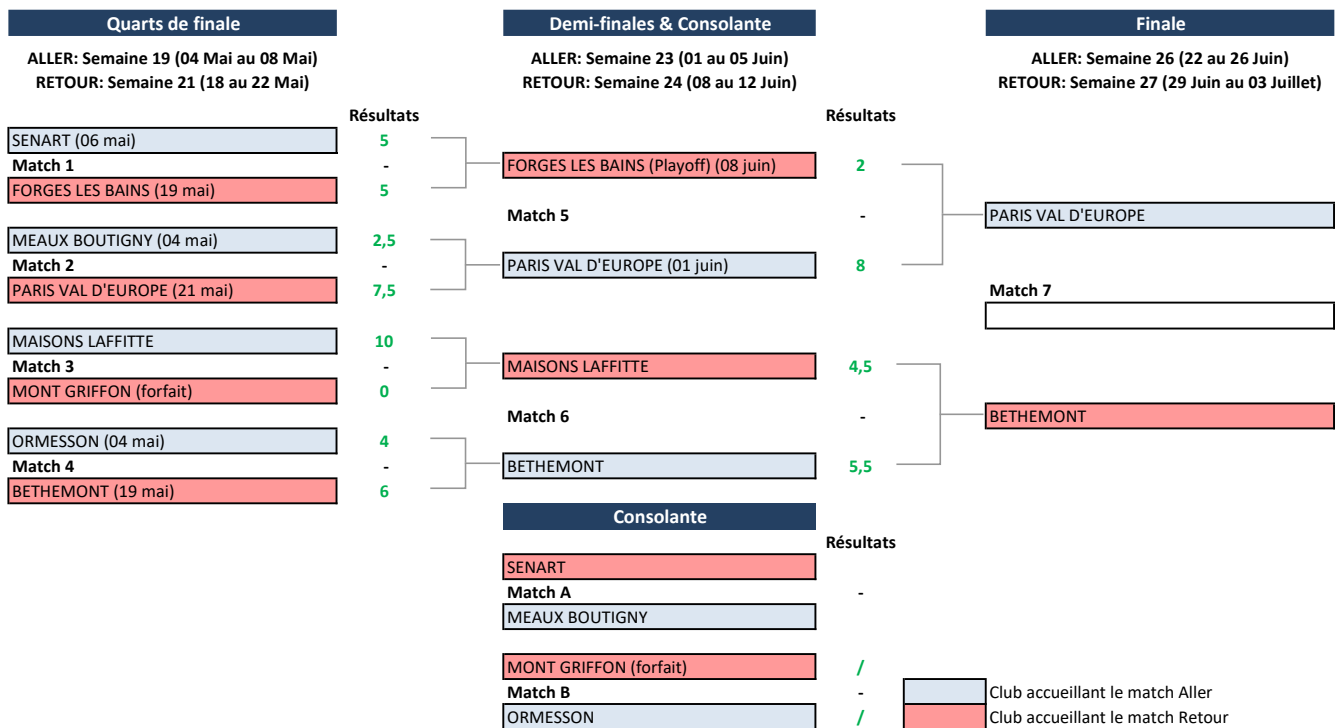 Quarts de finale
ALLER: Semaine 19 (04 Mai au 08 Mai)
RETOUR: Semaine 21 (18 au 22 Mai)
Résultats
SENART (06 mai) 5
Match 1 -
FORGES LES BAINS (19 mai) 5
MEAUX BOUTIGNY (04 mai) 2,5
Match 2 -
PARIS VAL D'EUROPE (21 mai) 7,5
MAISONS LAFFITTE 10
Match 3 -
MONT GRIFFON (forfait) 0
ORMESSON (04 mai) 4
Match 4 -
BETHEMONT (19 mai) 6
Demi-finales & Consolante
ALLER: Semaine 23 (01 au 05 Juin)
RETOUR: Semaine 24 (08 au 12 Juin)
Résultats
FORGES LES BAINS (Playoff) (08 juin) 2
Match 5 -
PARIS VAL D'EUROPE (01 juin) 8
MAISONS LAFFITTE 4,5
Match 6 -
BETHEMONT 5,5
Consolante
Résultats
SENART
Match A -
MEAUX BOUTIGNY
MONT GRIFFON (forfait) /
Match B -
ORMESSON /
Finale
ALLER: Semaine 26 (22 au 26 Juin)
RETOUR: Semaine 27 (29 Juin au 03 Juillet)
PARIS VAL D'EUROPE
Match 7
BETHEMONT
Club accueillant le match Aller
Club accueillant le match Retour